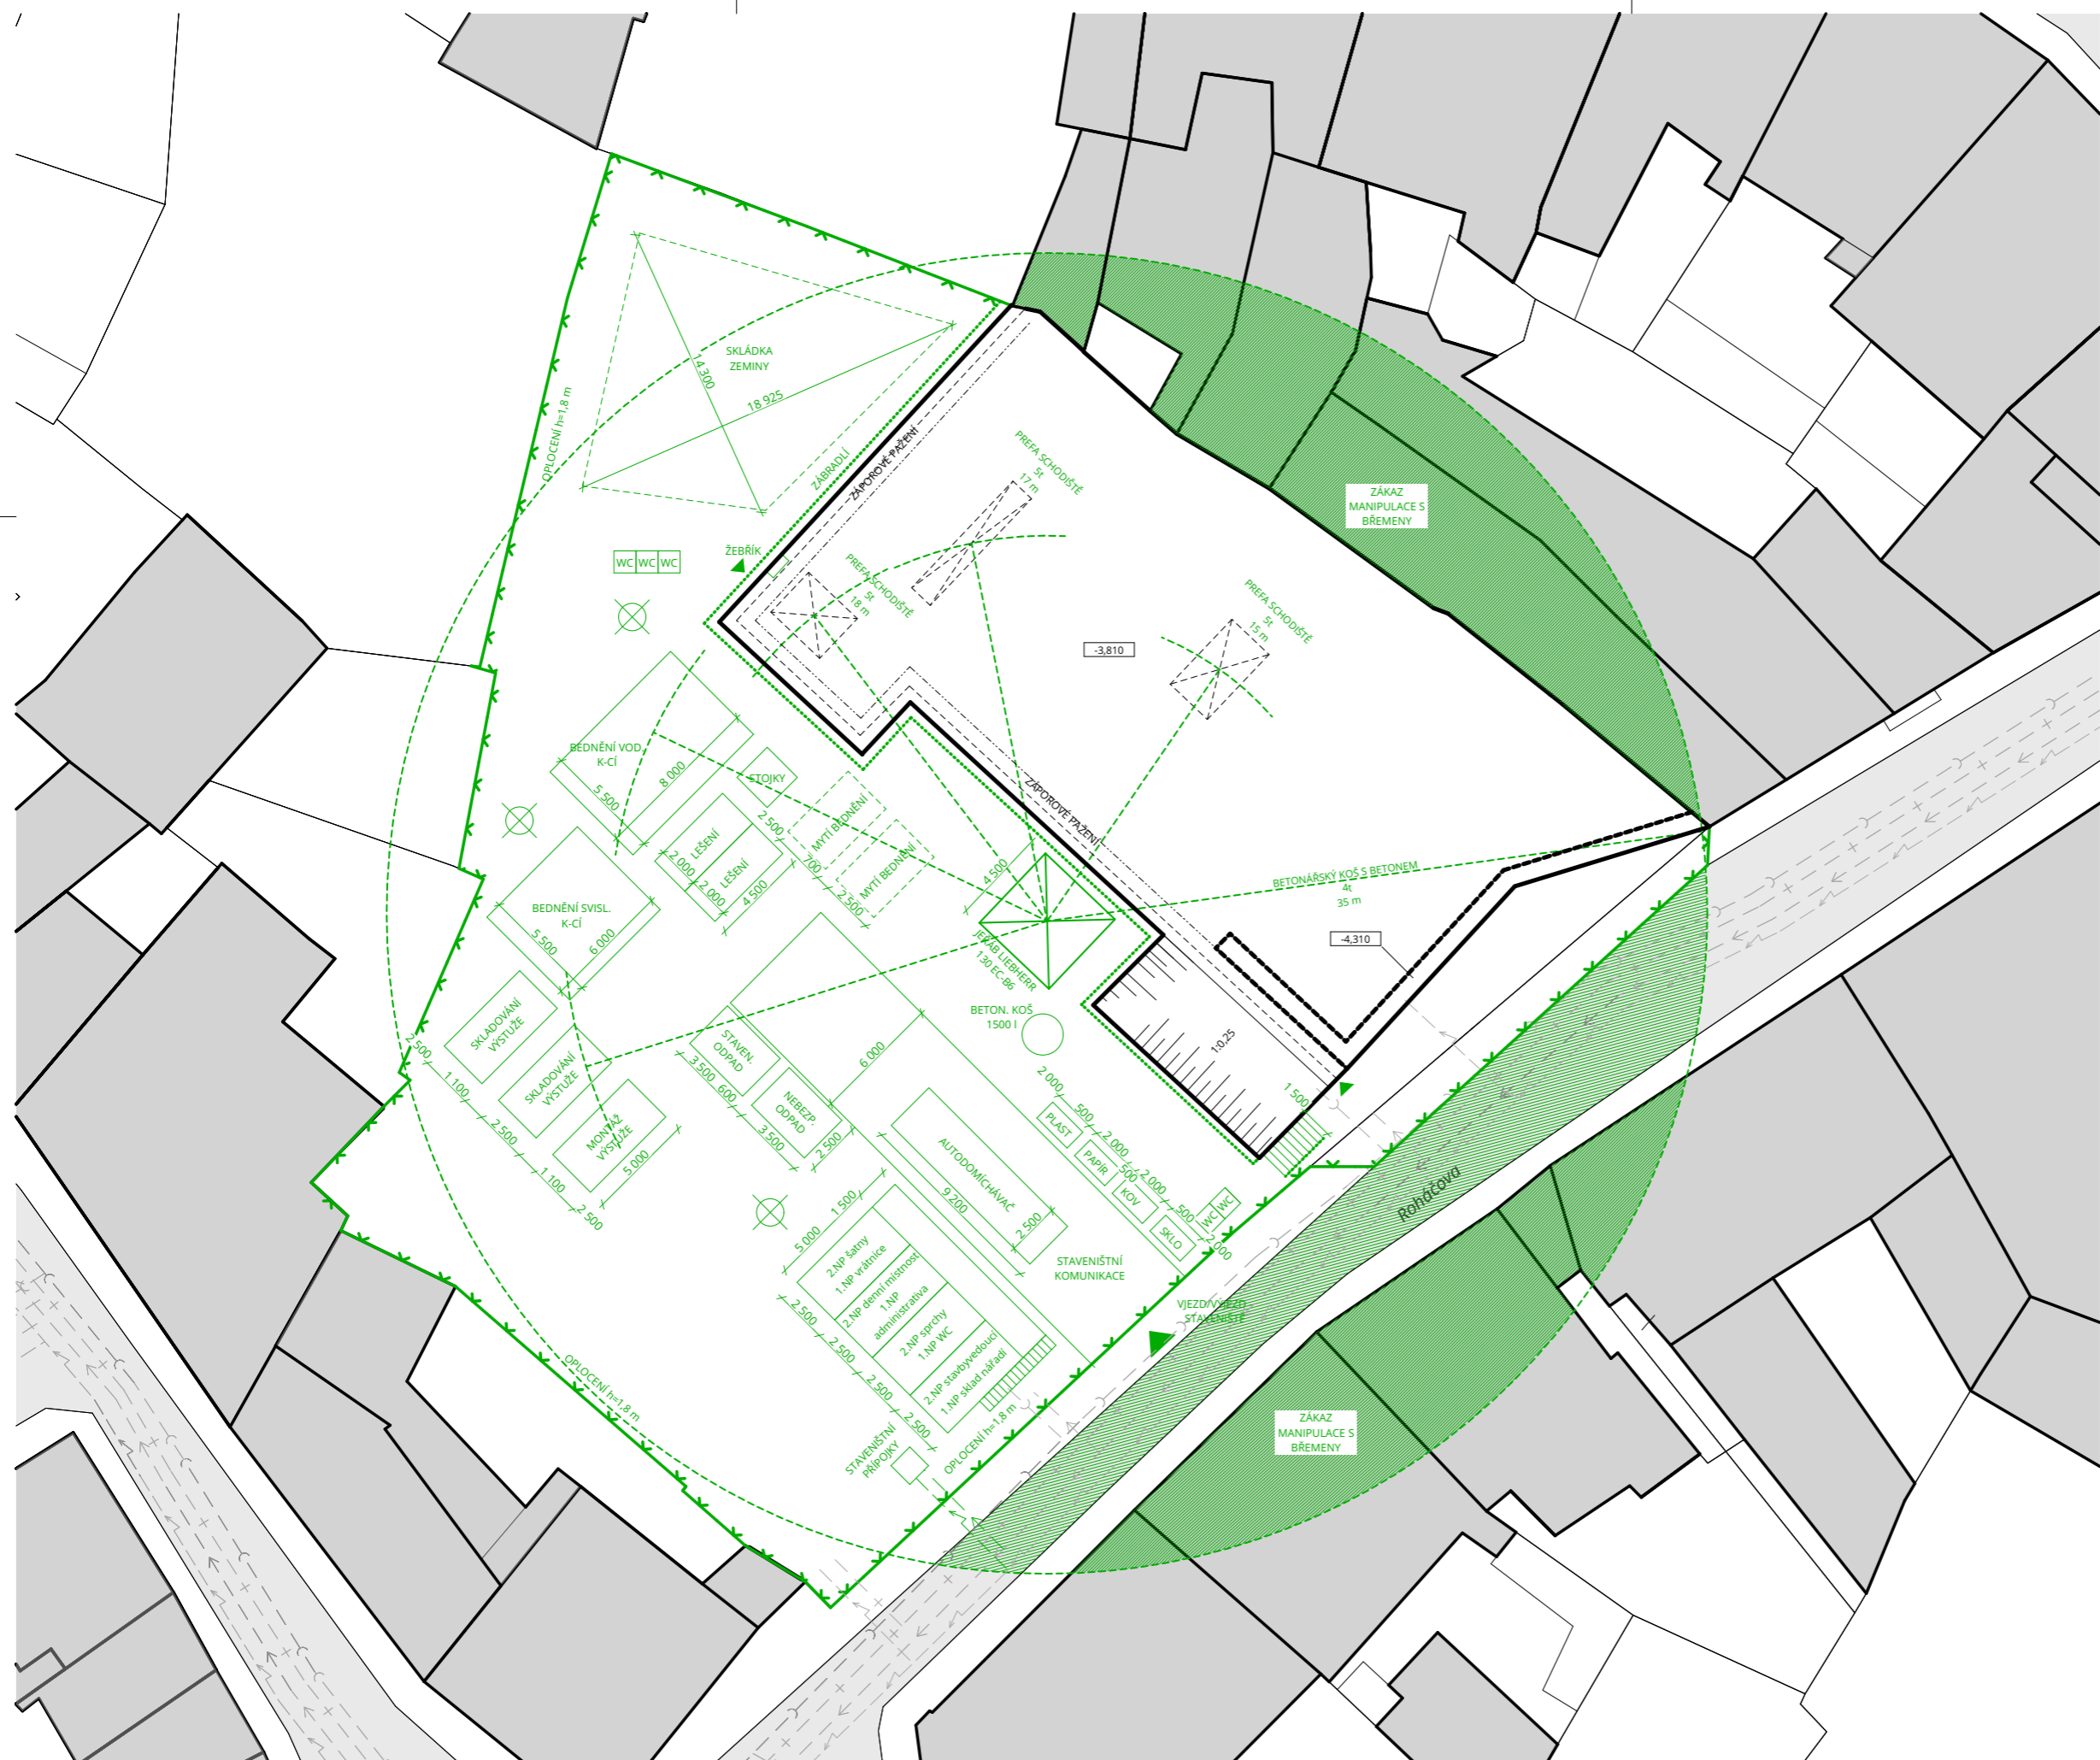 SKLÁDKA
ZEMINY
14 300
18 925
OPLOCENÍ h=1,8 m
ZÁBRADLÍ
ZÁPOROVÉ PAŽENÍ
PREFA SCHODIŠTĚ
5t
17 m
ZÁKAZ
MANIPULACE S
BŘEMENY
WC
WC
WC
ŽEBŘÍK
PREFA SCHODIŠTĚ
5t
18 m
PREFA SCHODIŠTĚ
5t
15 m
-3,810
BEDNĚNÍ VOD.
K-CÍ
5 500
8 000
STOJKY
LEŠENÍ
LEŠENÍ
2 000
2 000
4 500
2 500
700
2 500
MYTÍ BEDNĚNÍ
MYTÍ BEDNĚNÍ
ZÁPOROVÉ PAŽENÍ
4 500
JEŘÁB LIEBHERR
130 EC-B6
BETONÁŘSKÝ KOŠ S BETONEM
4t
35 m
-4,310
BEDNĚNÍ SVISL.
K-CÍ
5 500
6 000
SKLADOVÁNÍ
VÝSTUŽE
SKLADOVÁNÍ
VÝSTUŽE
MONTÁŽ
VÝSTUŽE
2 500
1 100
2 500
1 100
2 500
5 000
STAVEN.
ODPAD
NEBEZP.
ODPAD
3 500
600
3 500
2 500
6 000
BETON. KOŠ
1500 l
1:0,25
1 500
2 000
500
2 000
500
2 000
500
2 000
PLAST
PAPÍR
KOV
SKLO
WC
WC
AUTODOMÍCHÁVAČ
9 200
2 500
1 500
5 000
2.NP šatny
1.NP vrátnice
2.NP denní místnost
1.NP
administrativa
2.NP sprchy
1.NP WC
2.NP stavbyvedoucí
1.NP sklad nářadí
2 500
2 500
2 500
2 500
STAVENIŠTNÍ
KOMUNIKACE
VJEZD/VÝJEZD
STAVENIŠTĚ
Roháčova
OPLOCENÍ h=1,8 m
STAVENIŠTNÍ
PŘÍPOJKY
OPLOCENÍ h=1,8 m
ZÁKAZ
MANIPULACE S
BŘEMENY